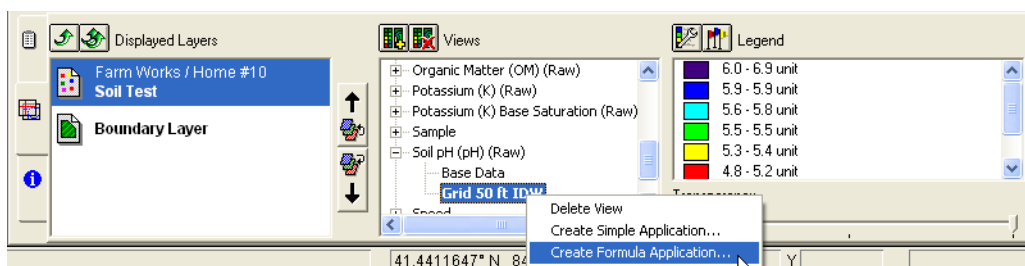 Displayed Layers
Farm Works / Home #10
Soil Test
Boundary Layer
Views
Organic Matter (OM) (Raw)
Potassium (K) (Raw)
Potassium (K) Base Saturation (Raw)
Sample
Soil pH (pH) (Raw)
Base Data
Grid 50 ft IDW
Speed
Legend
6.0 - 6.9 unit
5.9 - 5.9 unit
5.6 - 5.8 unit
5.5 - 5.5 unit
5.3 - 5.4 unit
4.8 - 5.2 unit
Transparency
Delete View
Create Simple Application...
Create Formula Application...
41.4411647° N 84
Y